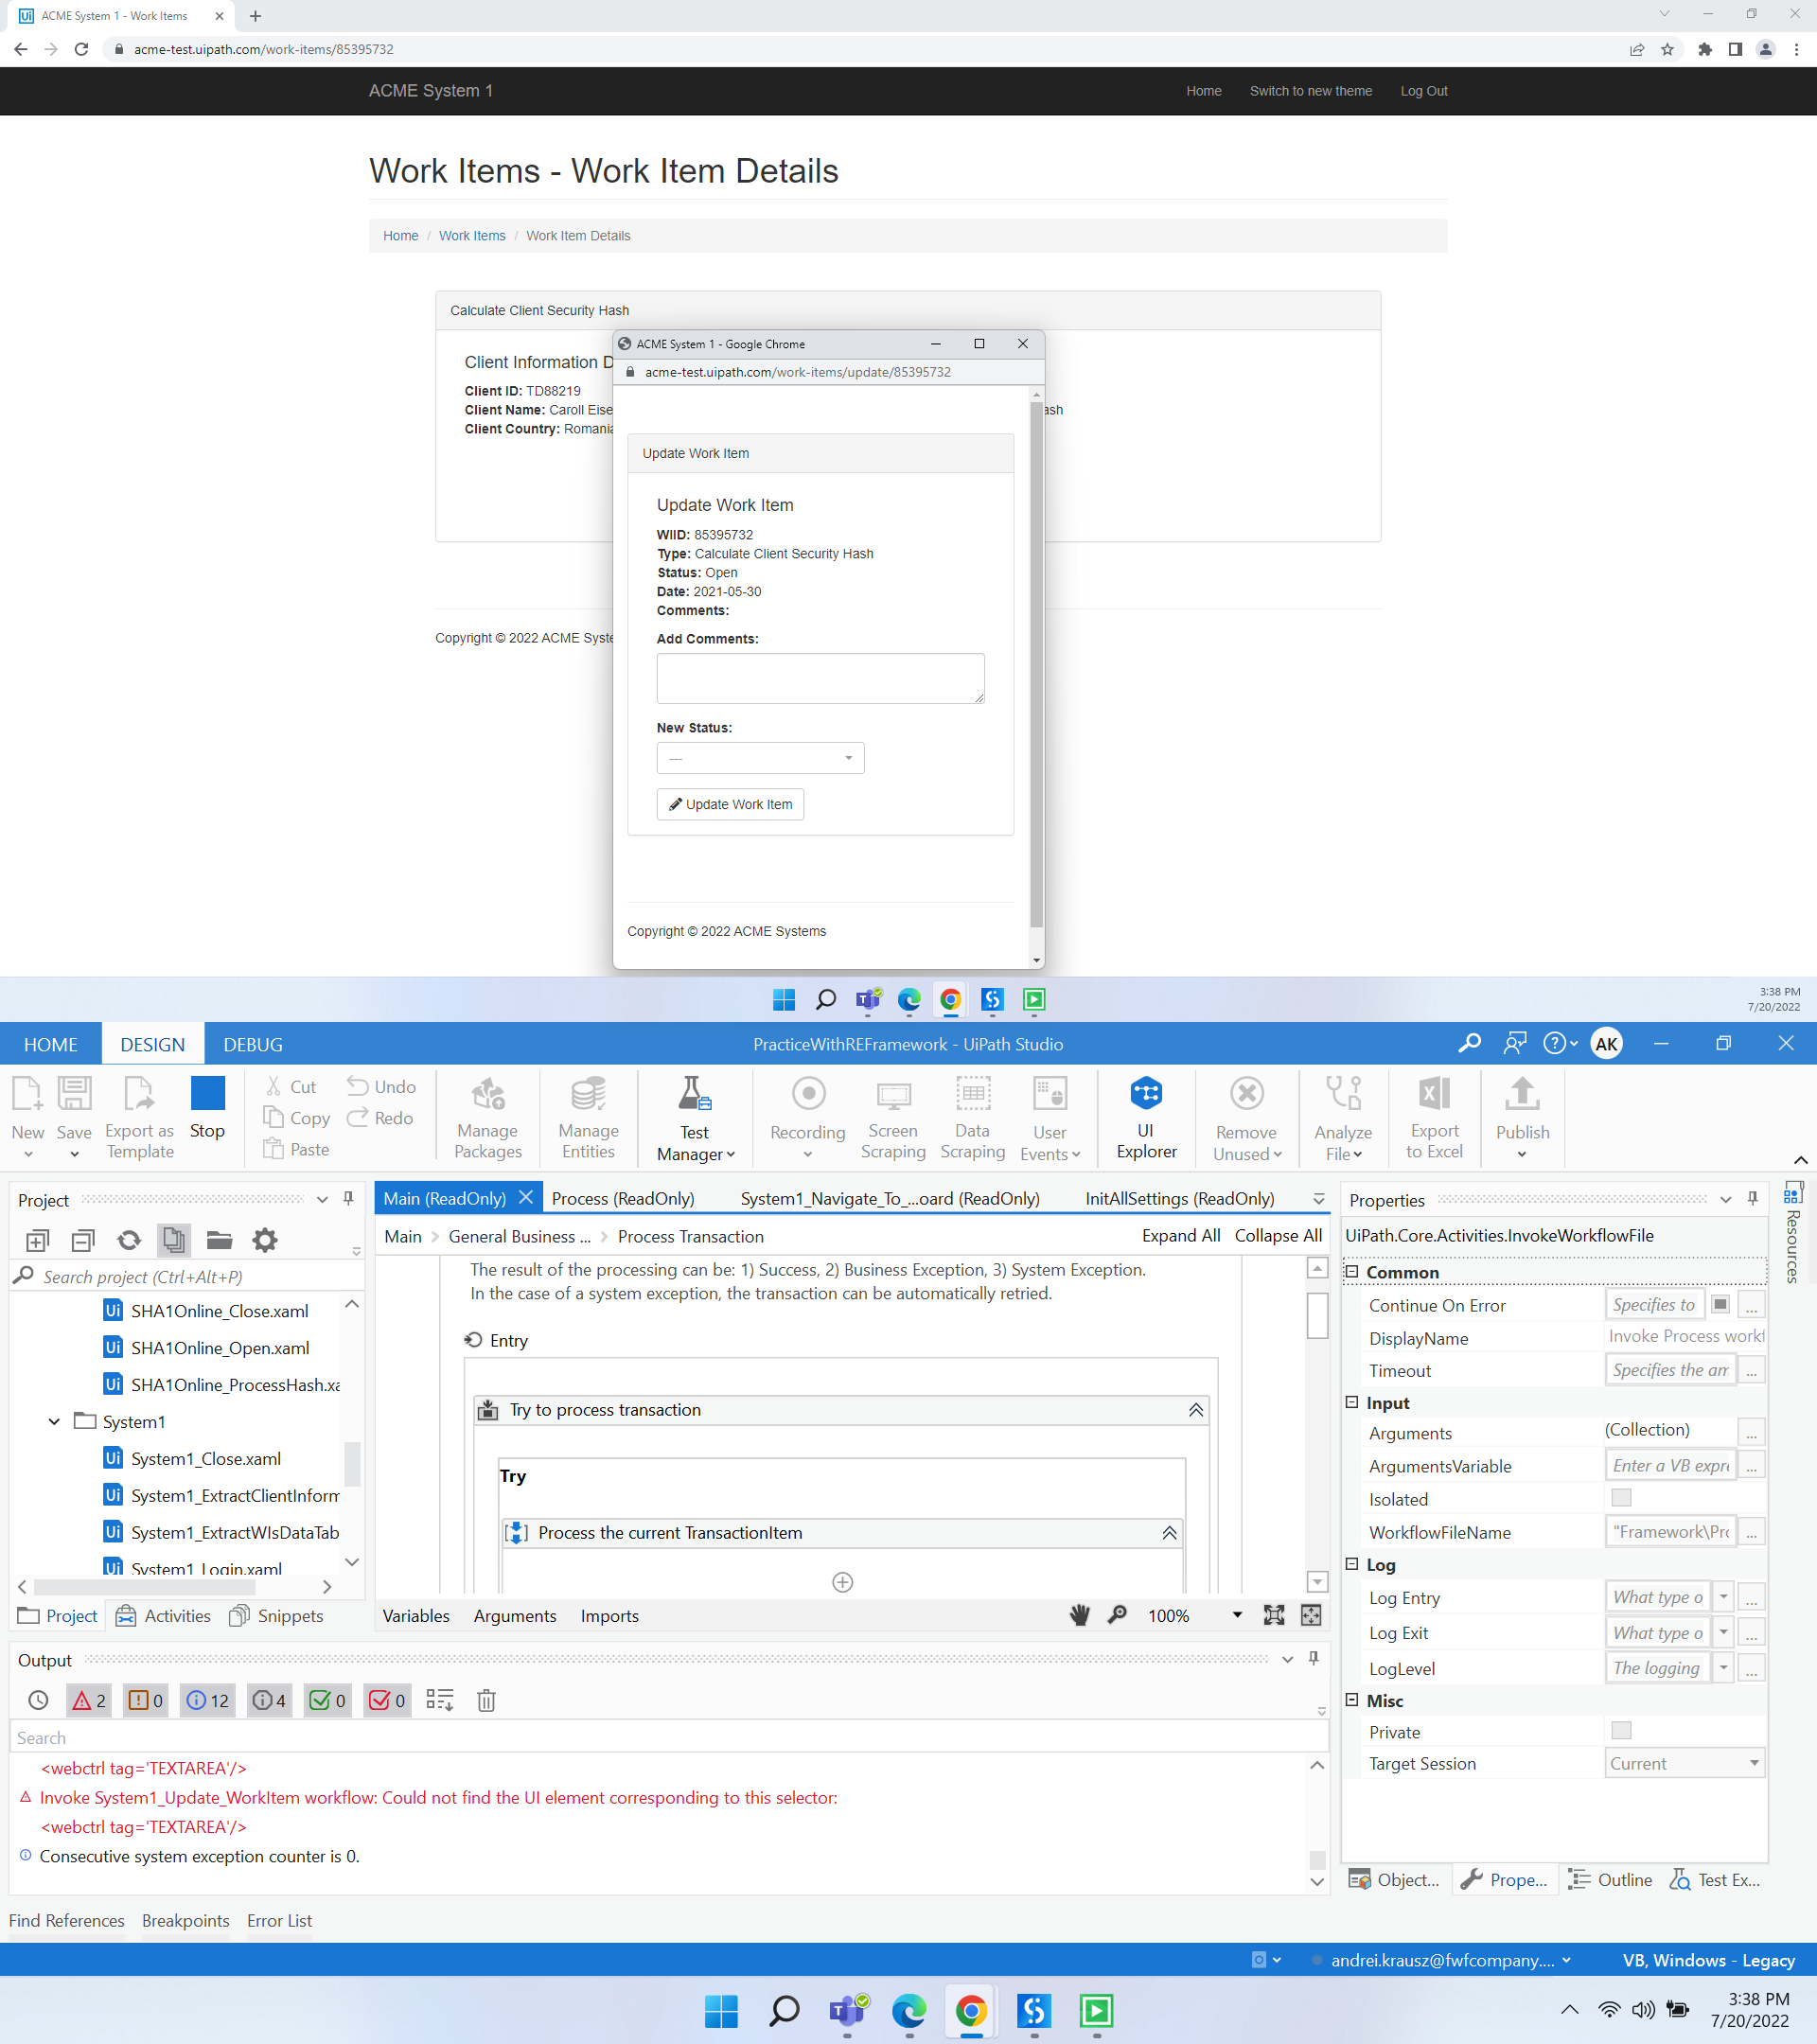 ACME System 1 - Work Items
acme-test.uipath.com/work-items/85395732
ACME System 1
Home
Switch to new theme
Log Out
Work Items - Work Item Details
Home / Work Items / Work Item Details
Calculate Client Security Hash
Client Information D
Client ID: TD88219
Client Name: Caroll Eise
ash
Client Country: Romania
Copyright © 2022 ACME Syste
ACME System 1 - Google Chrome
acme-test.uipath.com/work-items/update/85395732
Update Work Item
Update Work Item
WIID: 85395732
Type: Calculate Client Security Hash
Status: Open
Date: 2021-05-30
Comments:
Add Comments:
New Status:
---
Update Work Item
Copyright © 2022 ACME Systems
3:38 PM
7/20/2022
HOME
DESIGN
DEBUG
PracticeWithREFramework - UiPath Studio
AK
New
Save
Export as Template
Stop
Cut
Copy
Paste
Undo
Redo
Manage Packages
Manage Entities
Test Manager
Recording
Screen Scraping
Data Scraping
User Events
UI Explorer
Remove Unused
Analyze File
Export to Excel
Publish
Project
Search project (Ctrl+Alt+P)
SHA1Online_Close.xaml
SHA1Online_Open.xaml
SHA1Online_ProcessHash.xa
System1
System1_Close.xaml
System1_ExtractClientInform
System1_ExtractWIsDataTab
System1_Login.xaml
Project
Activities
Snippets
Main (ReadOnly)
Process (ReadOnly)
System1_Navigate_To_...oard (ReadOnly)
InitAllSettings (ReadOnly)
Main > General Business ... > Process Transaction
Expand All
Collapse All
The result of the processing can be: 1) Success, 2) Business Exception, 3) System Exception.
In the case of a system exception, the transaction can be automatically retried.
Entry
Try to process transaction
Try
Process the current TransactionItem
Variables
Arguments
Imports
100%
Properties
UiPath.Core.Activities.InvokeWorkflowFile
Common
Continue On Error
Specifies to
...
DisplayName
Invoke Process workf
Timeout
Specifies the am
...
Input
Arguments
(Collection)
...
ArgumentsVariable
Enter a VB expre
...
Isolated
WorkflowFileName
"Framework\Prc
...
Log
Log Entry
What type o
...
Log Exit
What type o
...
LogLevel
The logging
...
Misc
Private
Target Session
Current
Object...
Prope...
Outline
Test Ex...
Resources
Output
2
0
12
4
0
0
Search
<webctrl tag='TEXTAREA'/>
Invoke System1_Update_WorkItem workflow: Could not find the UI element corresponding to this selector:
<webctrl tag='TEXTAREA'/>
Consecutive system exception counter is 0.
Find References
Breakpoints
Error List
andrei.krausz@fwfcompany....
VB, Windows - Legacy
3:38 PM
7/20/2022